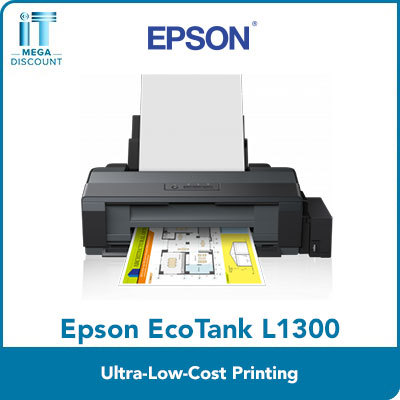 iT
MEGA
DISCOUNT
EPSON®
Epson EcoTank L1300
Ultra-Low-Cost Printing